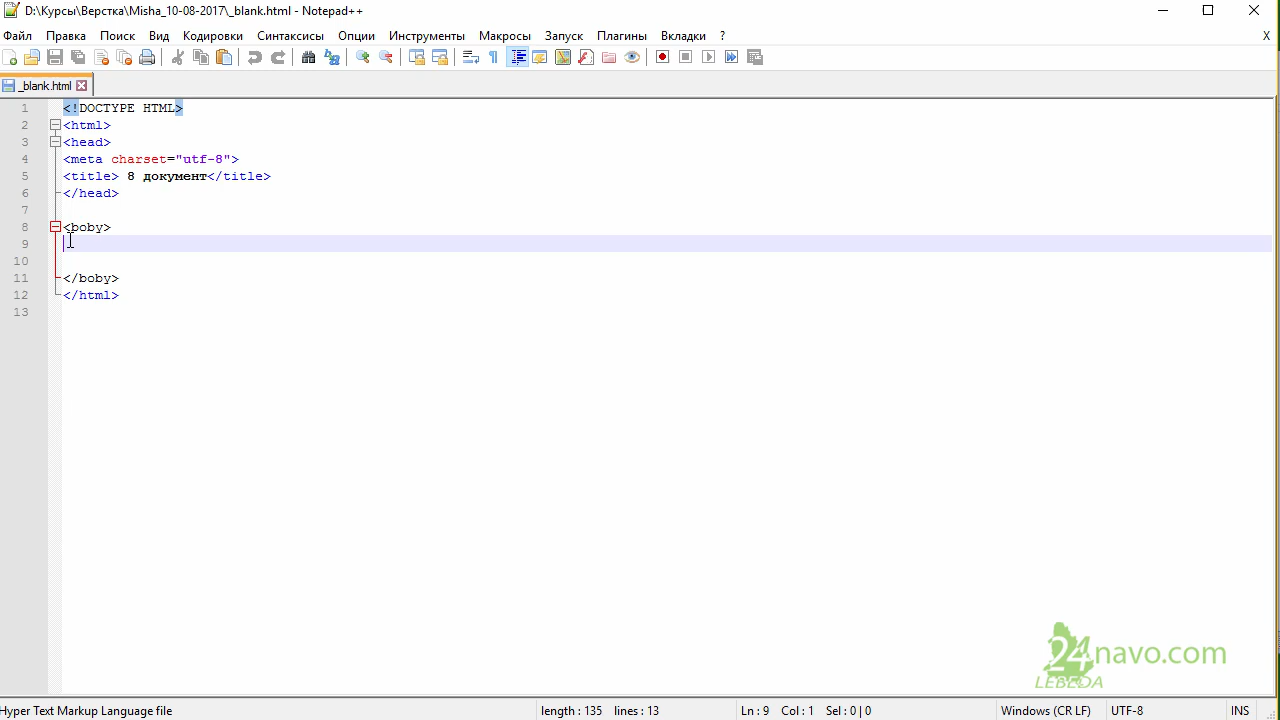 D:\Курсы\Верстка\Misha_10-08-2017\_blank.html - Notepad++
Файл Правка Поиск Вид Кодировки Синтаксисы Опции Инструменты Макросы Запуск Плагины Вкладки ? X
_blank.html
1 <!DOCTYPE HTML>
2 <html>
3 <head>
4 <meta charset="utf-8">
5 <title> 8 документ</title>
6 </head>
7
8 <boby>
9
10
11 </boby>
12 </html>
13
24navo.com
LEBEDA
Hyper Text Markup Language file length : 135 lines : 13 Ln : 9 Col : 1 Sel : 0 | 0 Windows (CR LF) UTF-8 INS